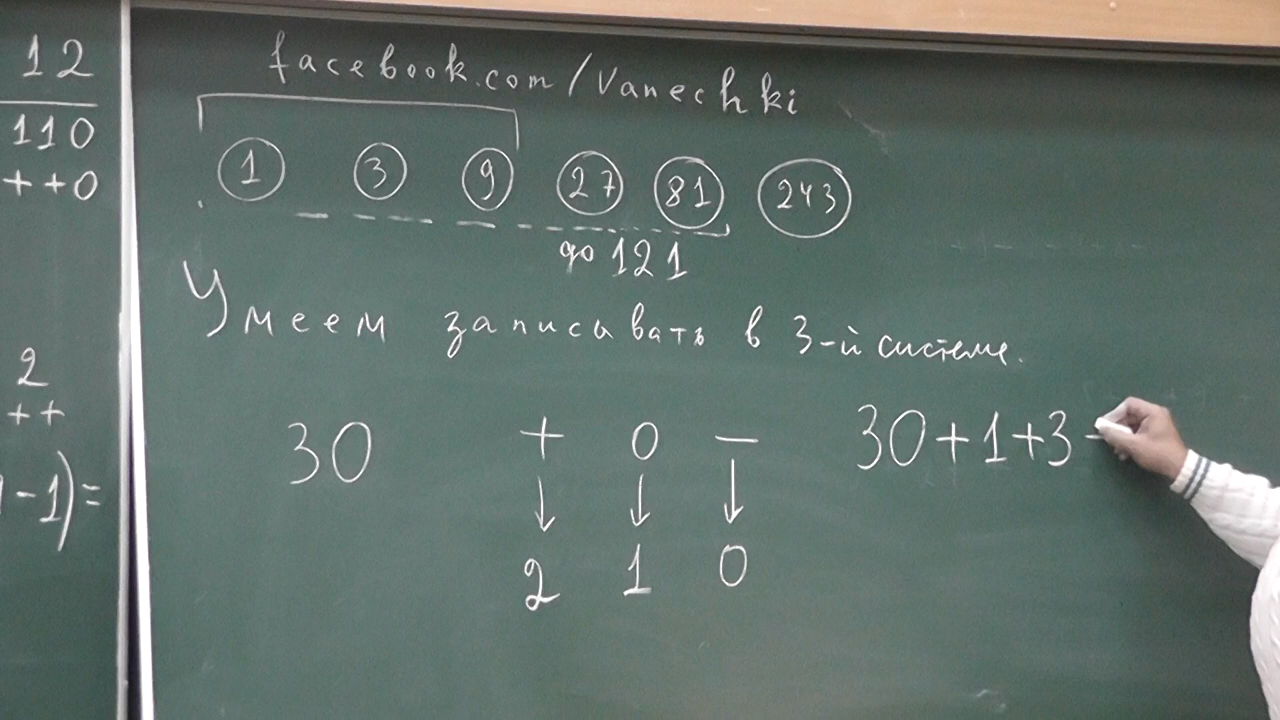 12
110
++0
2
++
-1)=
facebook.com/Vanechki
1 3 9 27 81 243
до 121
Умеем записавать в 3-й системе.
30 + 0 - 30+1+3-
↓ ↓ ↓
2 1 0